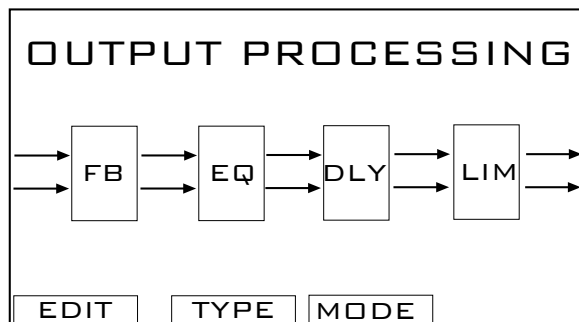 OUTPUT PROCESSING
FB EQ DLY LIM
EDIT TYPE MODE